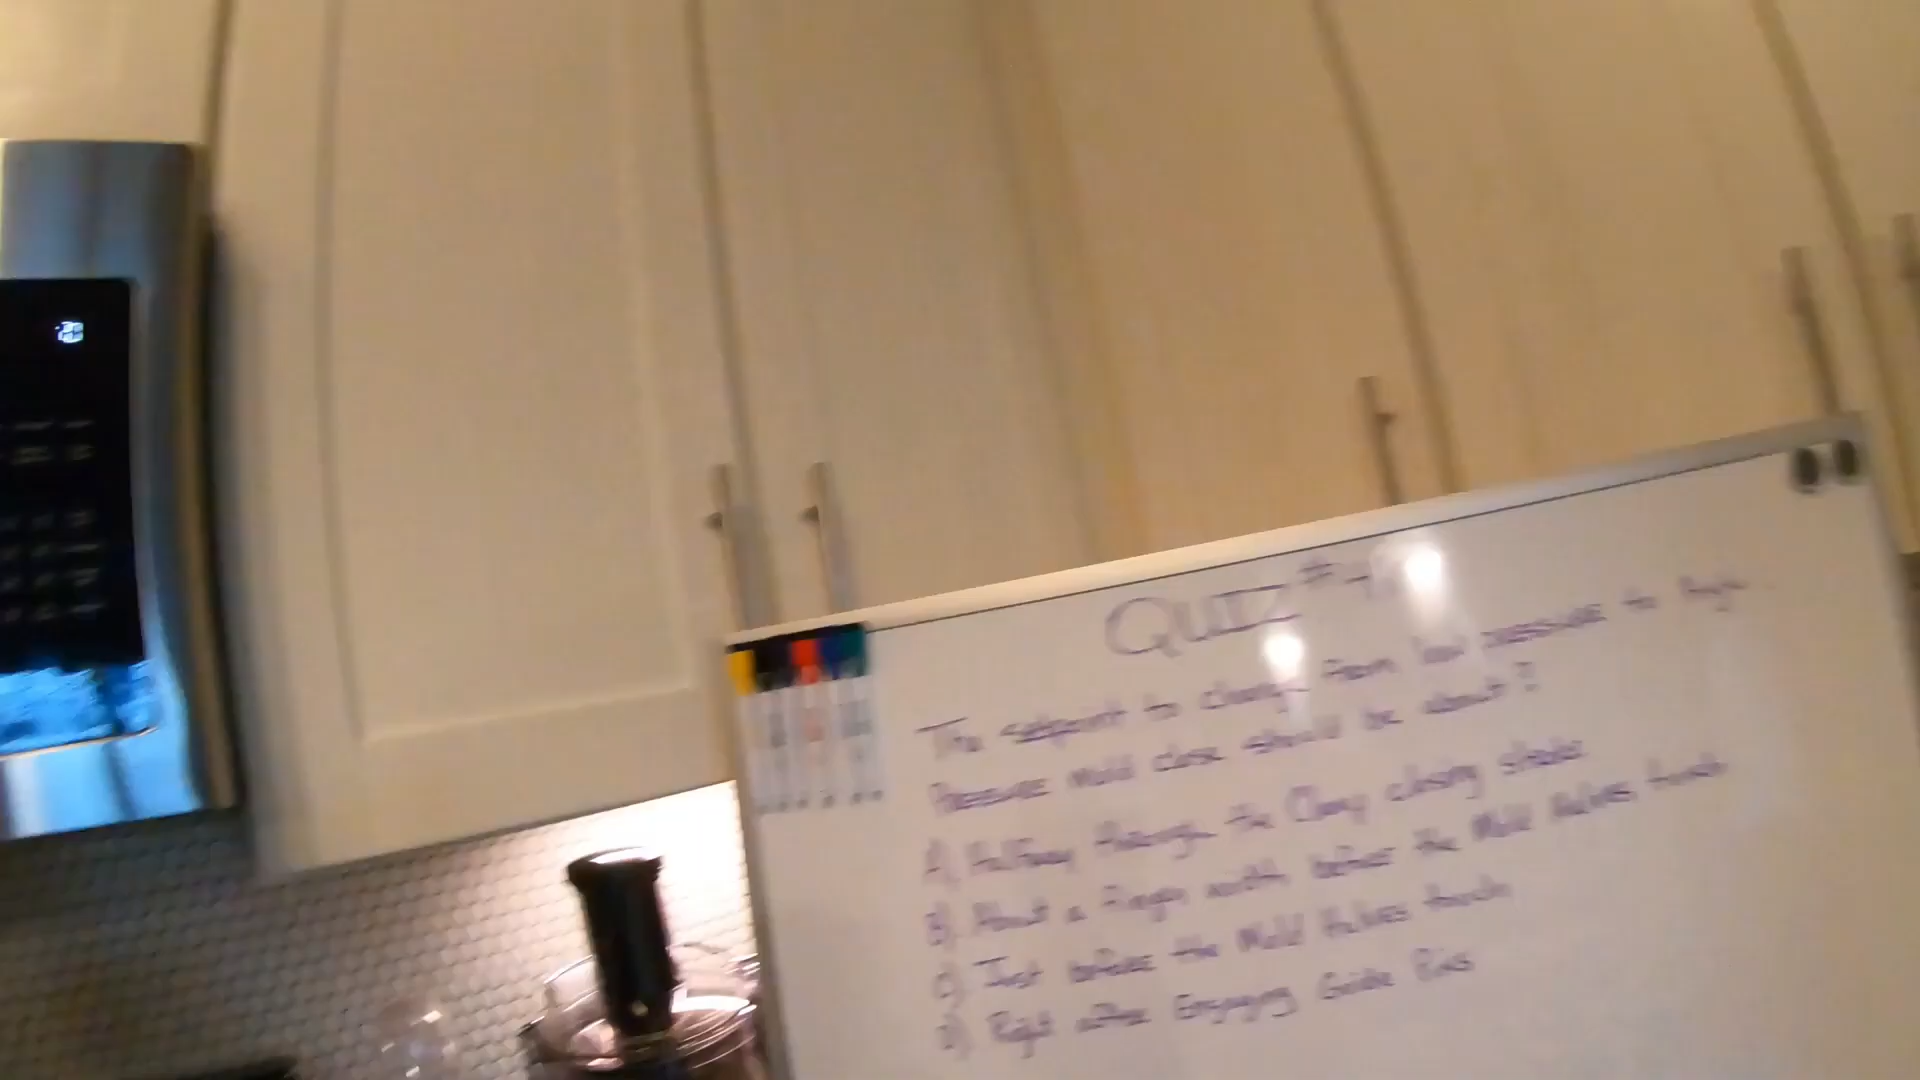 QUIZ #
The setpoint to change from low pressure to high
Pressure Mold close should be about?
A) Halfway through the Clamp closing stroke
B) About a finger width before the Mold Halves touch
C) Just before the Mold Halves touch
D) Right after Engaging Guide Pins